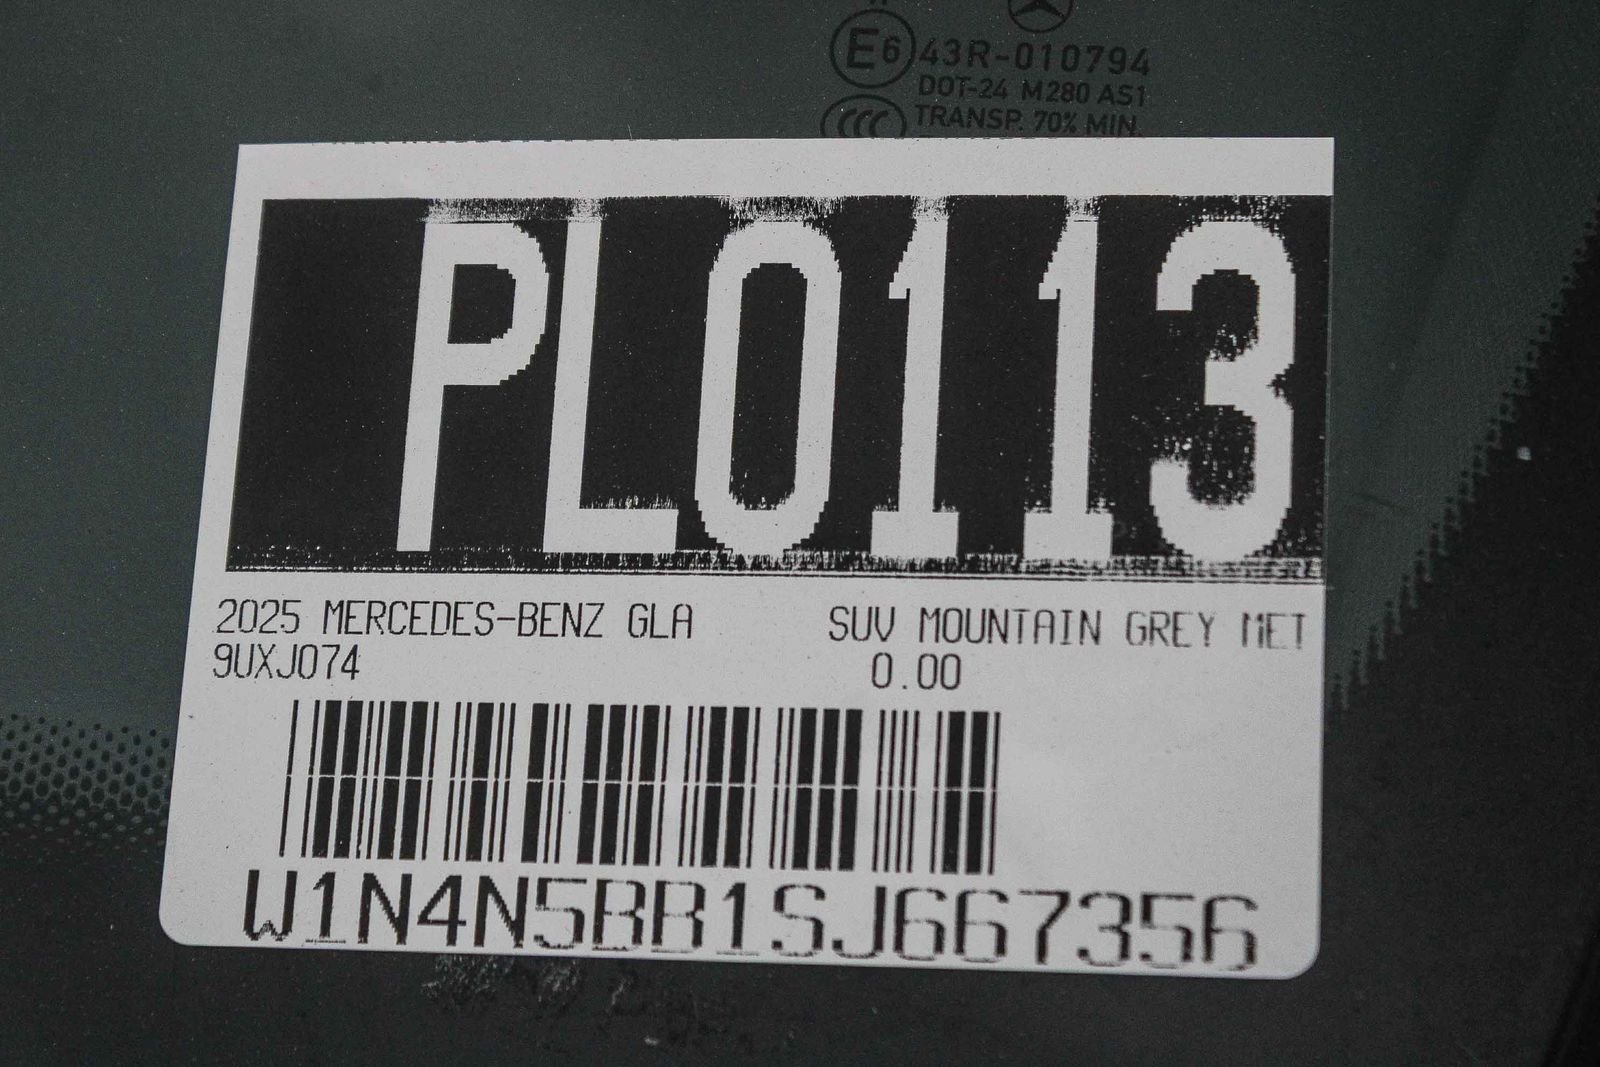 E6 43R-010794
DOT-24 M280 AS1
CCC TRANSP. 70% MIN.
PL0113
2025 MERCEDES-BENZ GLA SUV MOUNTAIN GREY MET
9UXJ074 0.00
W1N4N5BB1SJ667356